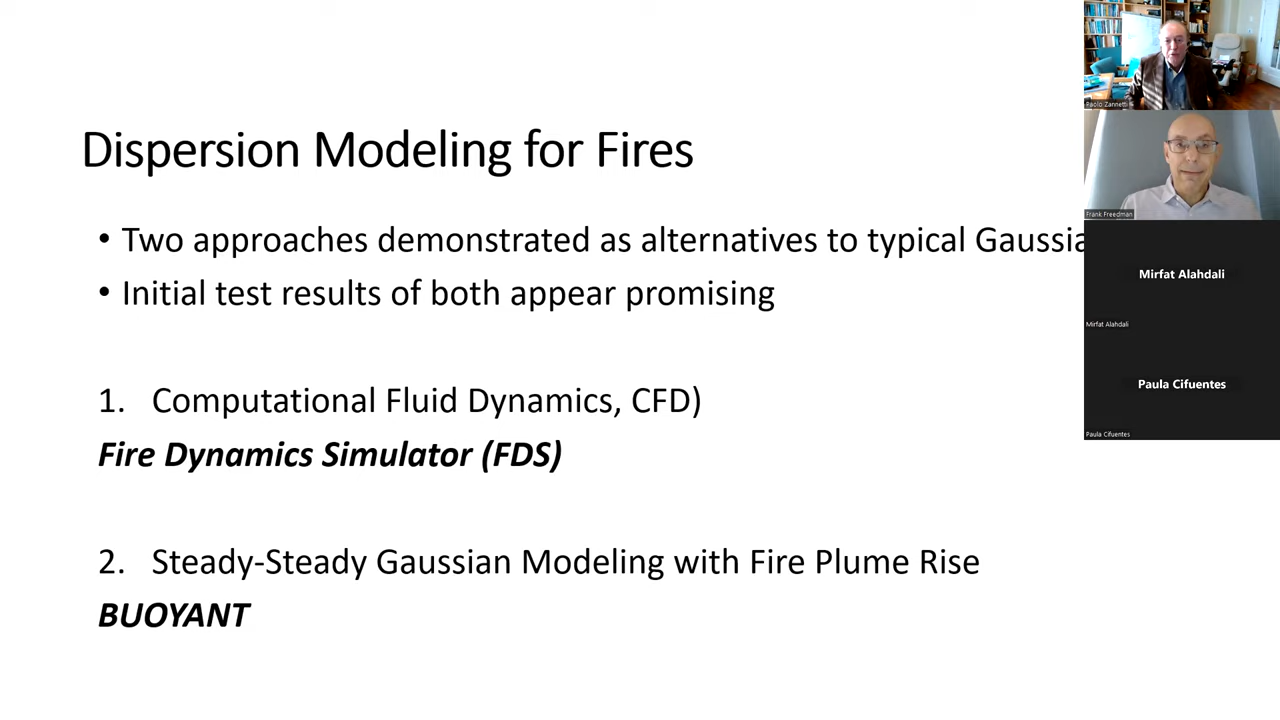 Dispersion Modeling for Fires
• Two approaches demonstrated as alternatives to typical Gaussia
• Initial test results of both appear promising
1. Computational Fluid Dynamics, CFD)
Fire Dynamics Simulator (FDS)
2. Steady-Steady Gaussian Modeling with Fire Plume Rise
BUOYANT
Paolo Zannetti
Frank Freedman
Mirfat Alahdali
Mirfat Alahdali
Paula Cifuentes
Paula Cifuentes